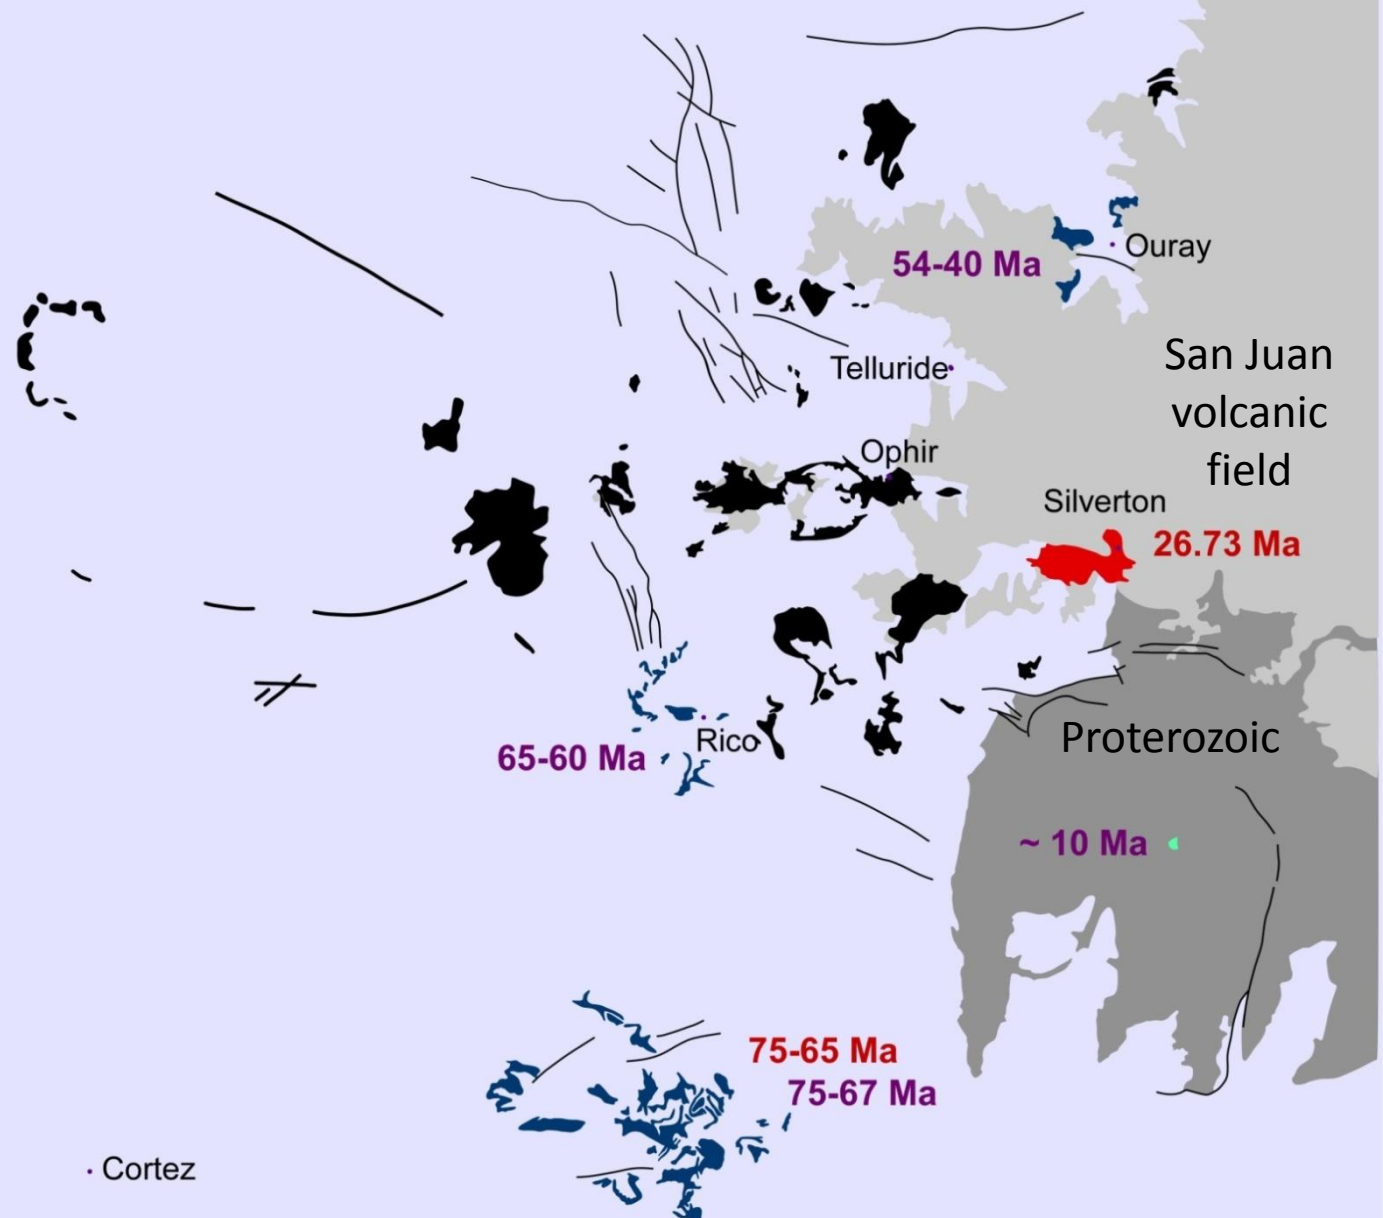 54-40 Ma
Ouray
San Juan
volcanic
field
Telluride
Ophir
Silverton
26.73 Ma
Rico
65-60 Ma
Proterozoic
~ 10 Ma
75-65 Ma
75-67 Ma
Cortez